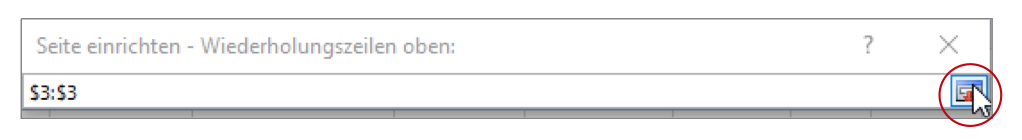 Seite einrichten - Wiederholungszeilen oben: ?
$3:$3